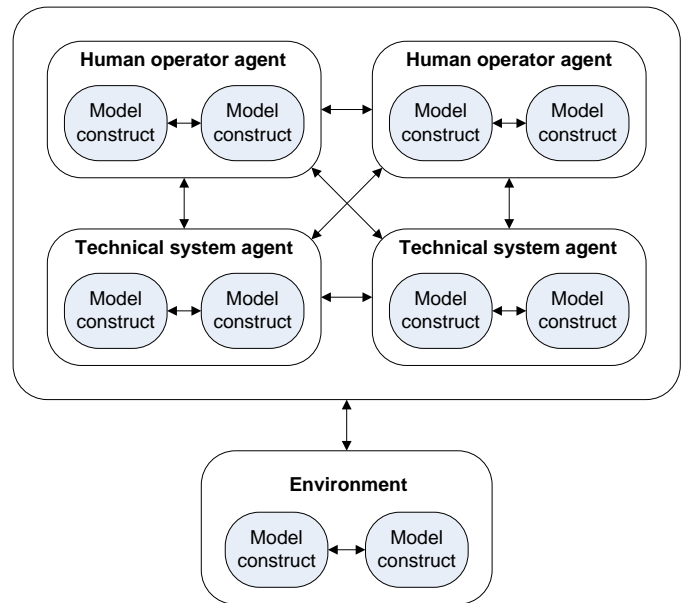 Human operator agent
Model
construct
Model
construct
Human operator agent
Model
construct
Model
construct
Technical system agent
Model
construct
Model
construct
Technical system agent
Model
construct
Model
construct
Environment
Model
construct
Model
construct